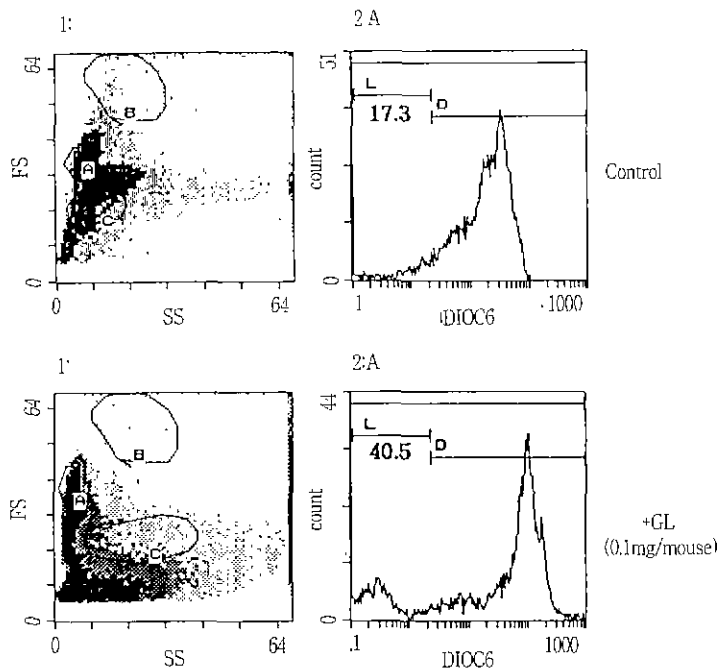 1:
64
B
A
C
FS
0
0
SS
64
2 A
51
L
17.3
D
count
0
.1
DIOC6
.1000
Control
1:
64
B
A
C
FS
0
0
SS
64
2:A
44
L
40.5
D
count
0
.1
DIOC6
1000
+GL
(0.1mg/mouse)